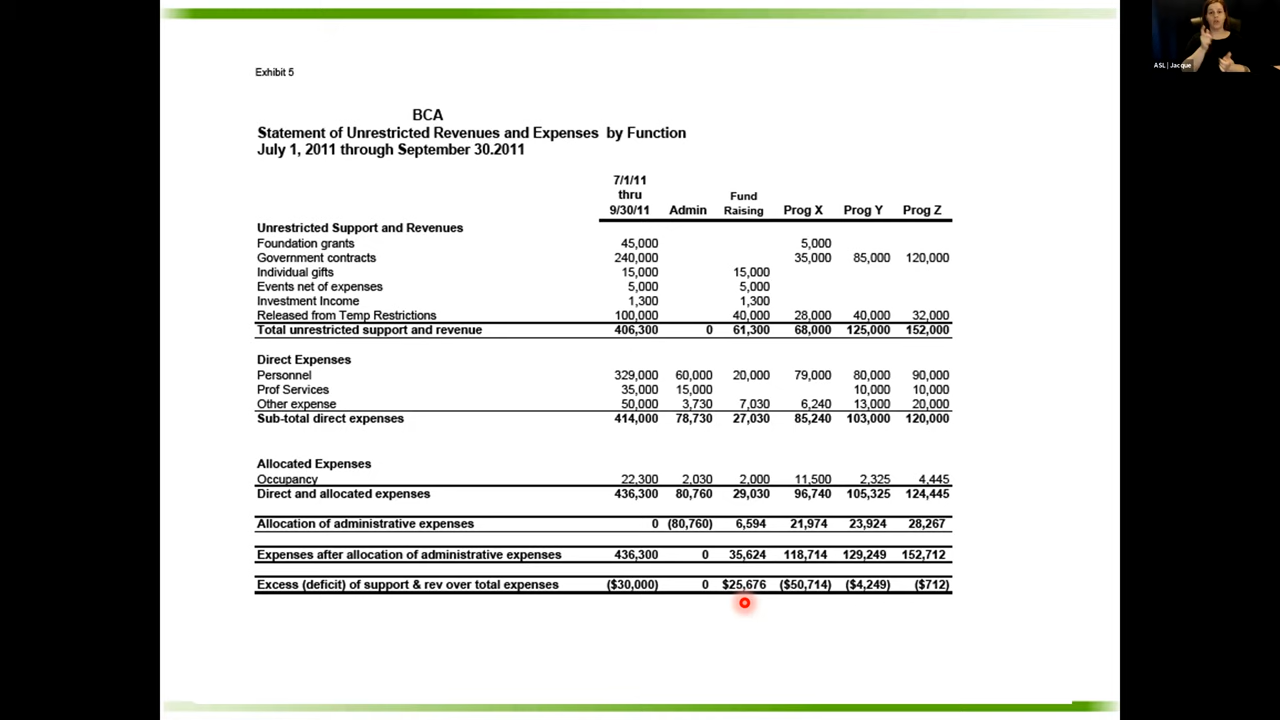 Exhibit 5
ASL | Jacque
BCA
Statement of Unrestricted Revenues and Expenses by Function
July 1, 2011 through September 30.2011
7/1/11
thru Fund
9/30/11 Admin Raising Prog X Prog Y Prog Z
Unrestricted Support and Revenues
Foundation grants 45,000 5,000
Government contracts 240,000 35,000 85,000 120,000
Individual gifts 15,000 15,000
Events net of expenses 5,000 5,000
Investment Income 1,300 1,300
Released from Temp Restrictions 100,000 40,000 28,000 40,000 32,000
Total unrestricted support and revenue 406,300 0 61,300 68,000 125,000 152,000
Direct Expenses
Personnel 329,000 60,000 20,000 79,000 80,000 90,000
Prof Services 35,000 15,000 10,000 10,000
Other expense 50,000 3,730 7,030 6,240 13,000 20,000
Sub-total direct expenses 414,000 78,730 27,030 85,240 103,000 120,000
Allocated Expenses
Occupancy 22,300 2,030 2,000 11,500 2,325 4,445
Direct and allocated expenses 436,300 80,760 29,030 96,740 105,325 124,445
Allocation of administrative expenses 0 (80,760) 6,594 21,974 23,924 28,267
Expenses after allocation of administrative expenses 436,300 0 35,624 118,714 129,249 152,712
Excess (deficit) of support & rev over total expenses ($30,000) 0 $25,676 ($50,714) ($4,249) ($712)